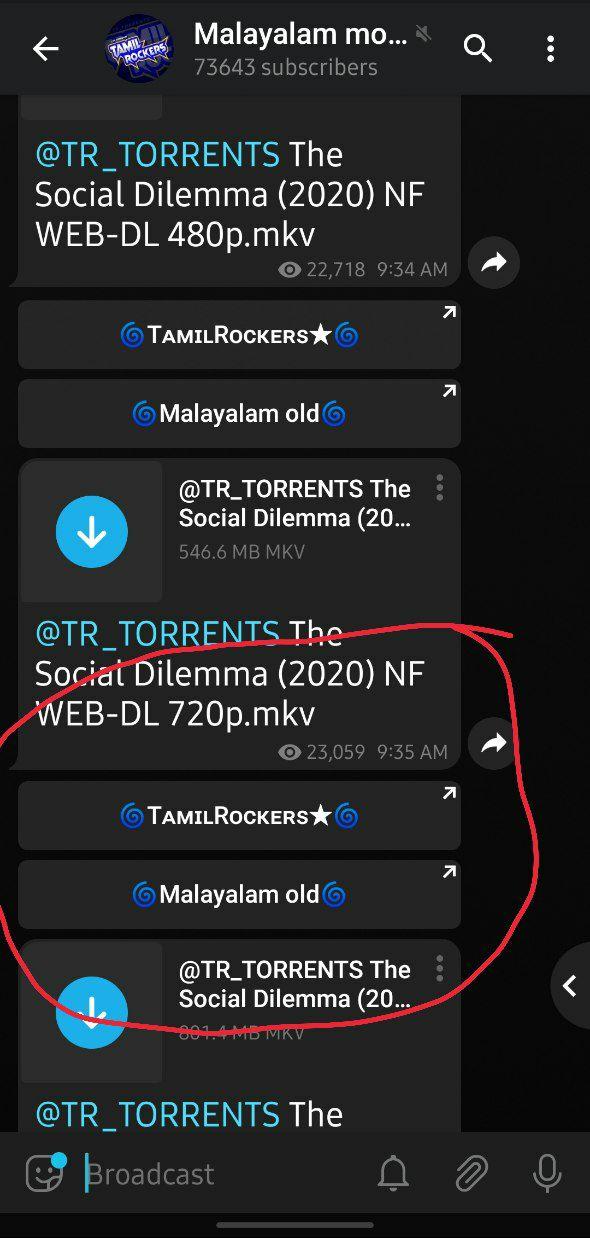 Malayalam mo...
73643 subscribers
TAMIL
ROCKERS
@TR_TORRENTS The
Social Dilemma (2020) NF
WEB-DL 480p.mkv
22,718 9:34 AM
🌀TAMILROCKERS★🌀
🌀Malayalam old🌀
@TR_TORRENTS The
Social Dilemma (20...
546.6 MB MKV
@TR_TORRENTS The
Social Dilemma (2020) NF
WEB-DL 720p.mkv
23,059 9:35 AM
🌀TAMILROCKERS★🌀
🌀Malayalam old🌀
@TR_TORRENTS The
Social Dilemma (20...
801.4 MB MKV
@TR_TORRENTS The
Broadcast